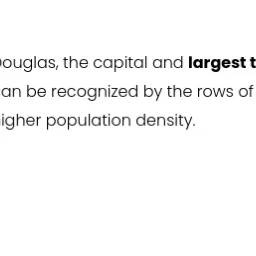 ouglas, the capital and largest t
an be recognized by the rows of
igher population density.